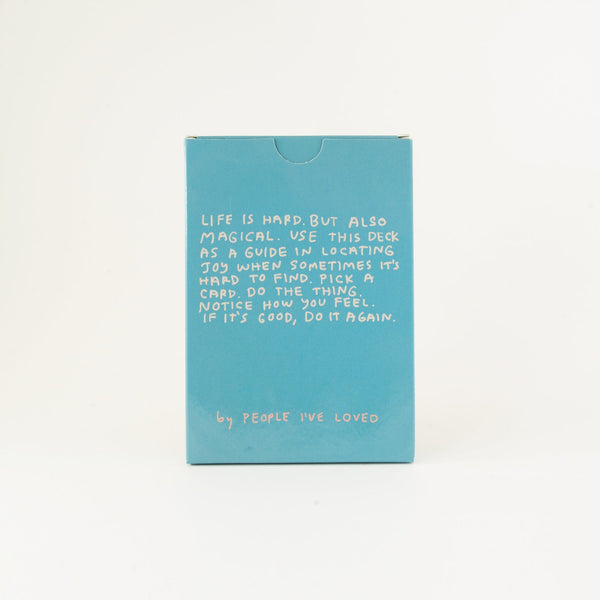 LIFE IS HARD. BUT ALSO
MAGICAL. USE THIS DECK
AS A GUIDE IN LOCATING
JOY WHEN SOMETIMES IT'S
HARD TO FIND. PICK A
CARD. DO THE THING.
NOTICE HOW YOU FEEL.
IF IT'S GOOD, DO IT AGAIN.
by PEOPLE I'VE LOVED